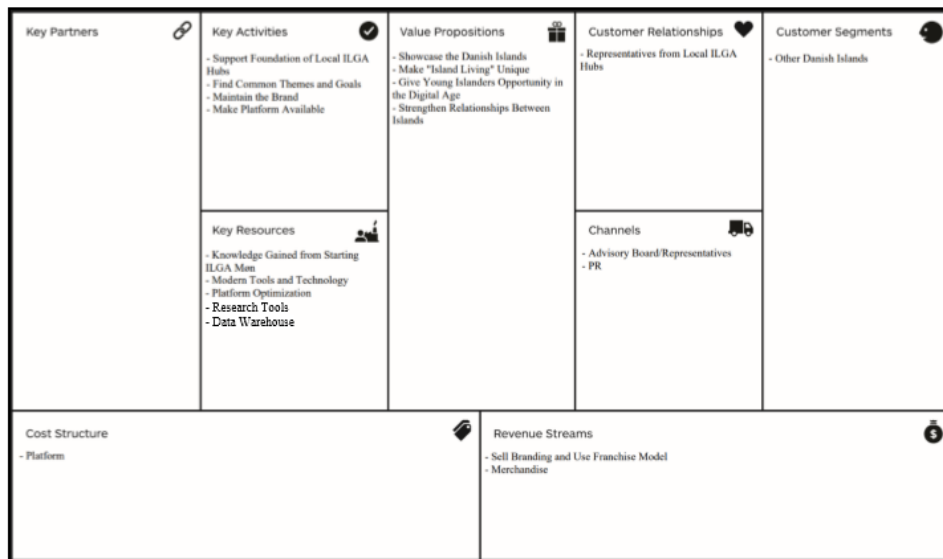 Key Partners
Key Activities
- Support Foundation of Local ILGA
Hubs
- Find Common Themes and Goals
- Maintain the Brand
- Make Platform Available
Key Resources
- Knowledge Gained from Starting
ILGA Møn
- Modern Tools and Technology
- Platform Optimization
- Research Tools
- Data Warehouse
Value Propositions
- Showcase the Danish Islands
- Make "Island Living" Unique
- Give Young Islanders Opportunity in
the Digital Age
- Strengthen Relationships Between
Islands
Customer Relationships
- Representatives from Local ILGA
Hubs
Channels
- Advisory Board/Representatives
- PR
Customer Segments
- Other Danish Islands
Cost Structure
- Platform
Revenue Streams
- Sell Branding and Use Franchise Model
- Merchandise